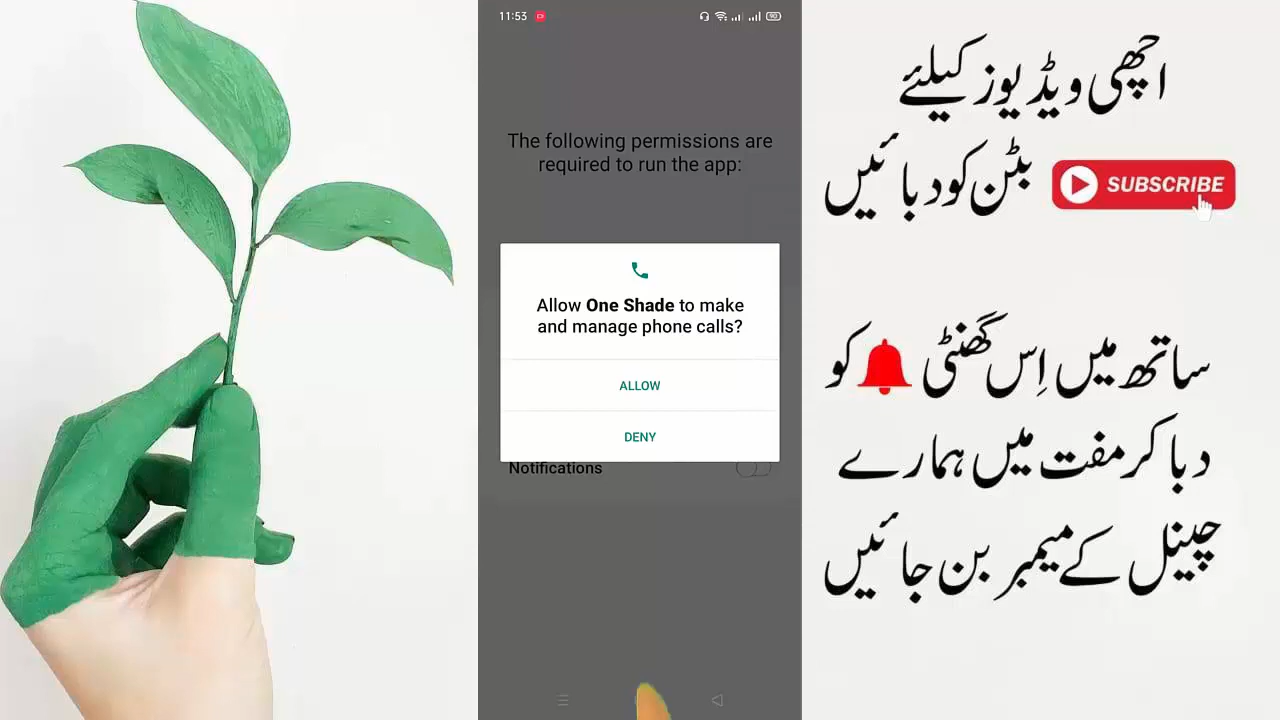 11:53
90
The following permissions are
required to run the app:
Allow One Shade to make
and manage phone calls?
ALLOW
DENY
Notifications
اچھی ویڈیوز کیلئے
SUBSCRIBE بٹن کو دبائیں
ساتھ میں اِس گھنٹی کو
دبا کر مفت میں ہمارے
چینل کے میمبر بن جائیں